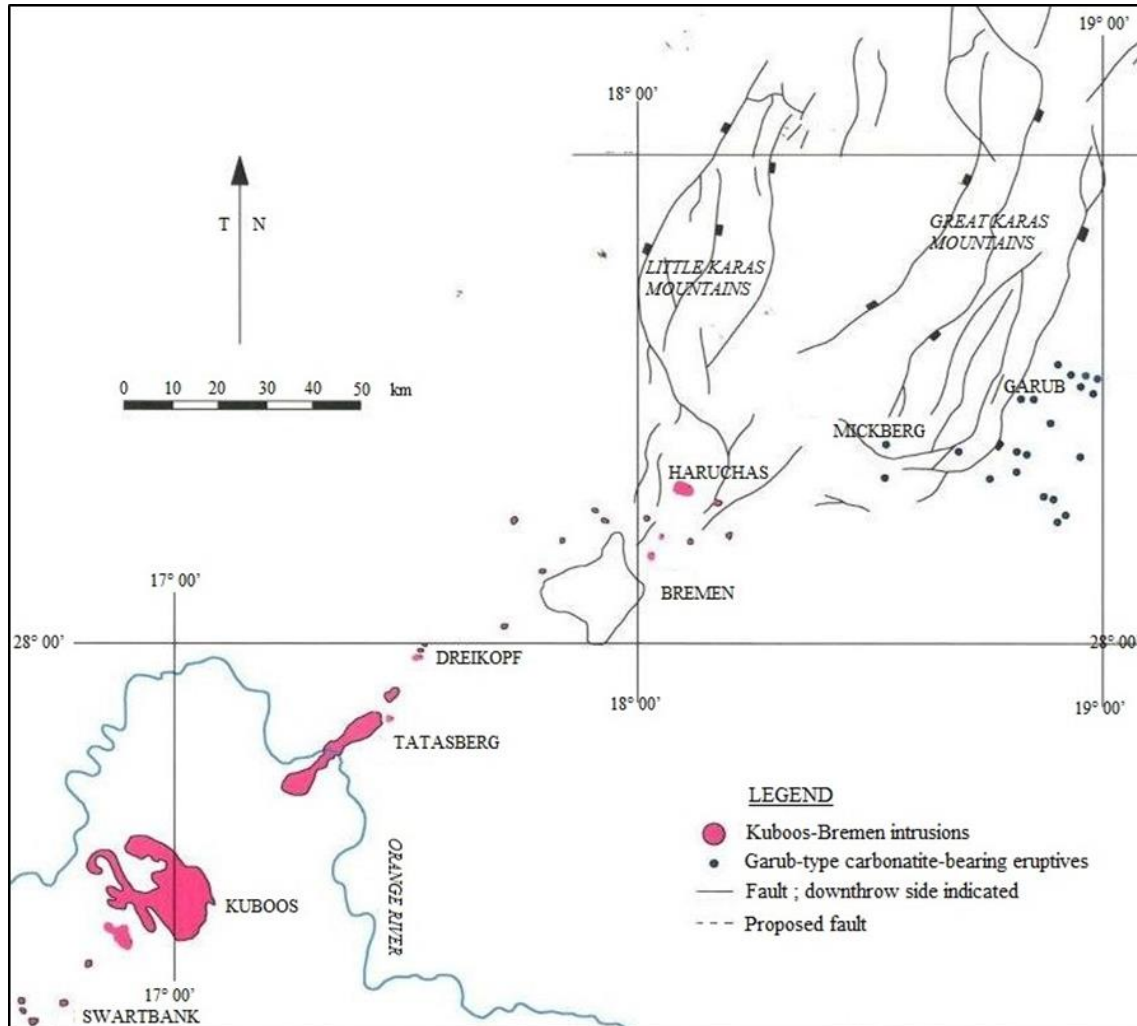 19° 00’
18° 00’
T N
GREAT KARAS
MOUNTAINS
LITTLE KARAS
MOUNTAINS
0 10 20 30 40 50 km
GARUB
MICKBERG
HARUCHAS
17° 00’
BREMEN
28° 00’
28° 00’
DREIKOPF
18° 00’
19° 00’
TATASBERG
LEGEND
Kuboos-Bremen intrusions
Garub-type carbonatite-bearing eruptives
Fault ; downthrow side indicated
Proposed fault
ORANGE RIVER
KUBOOS
17° 00’
SWARTBANK